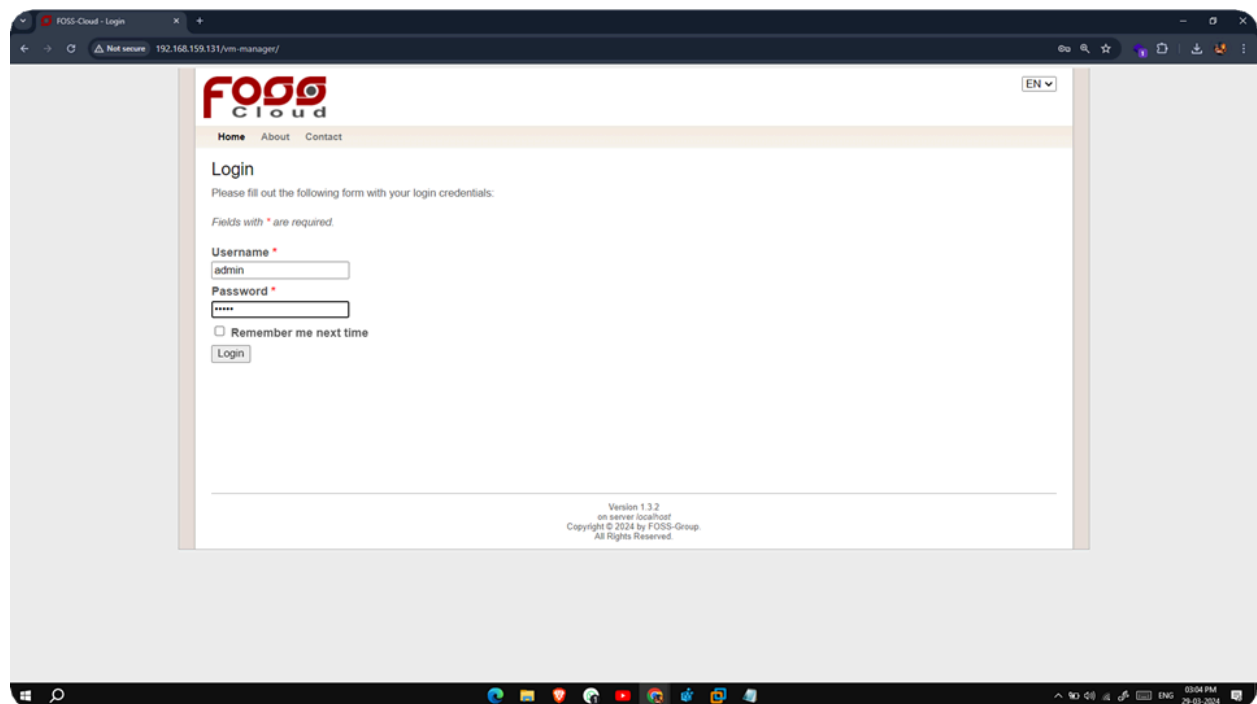 FOSS-Cloud - Login
Not secure 192.168.159.131/vm-manager/
FOSS
Cloud
EN
Home About Contact
Login
Please fill out the following form with your login credentials:
Fields with * are required.
Username *
admin
Password *
•••••
Remember me next time
Login
Version 1.3.2
on server localhost
Copyright © 2024 by FOSS-Group.
All Rights Reserved.
ENG
03:04 PM
29-03-2024